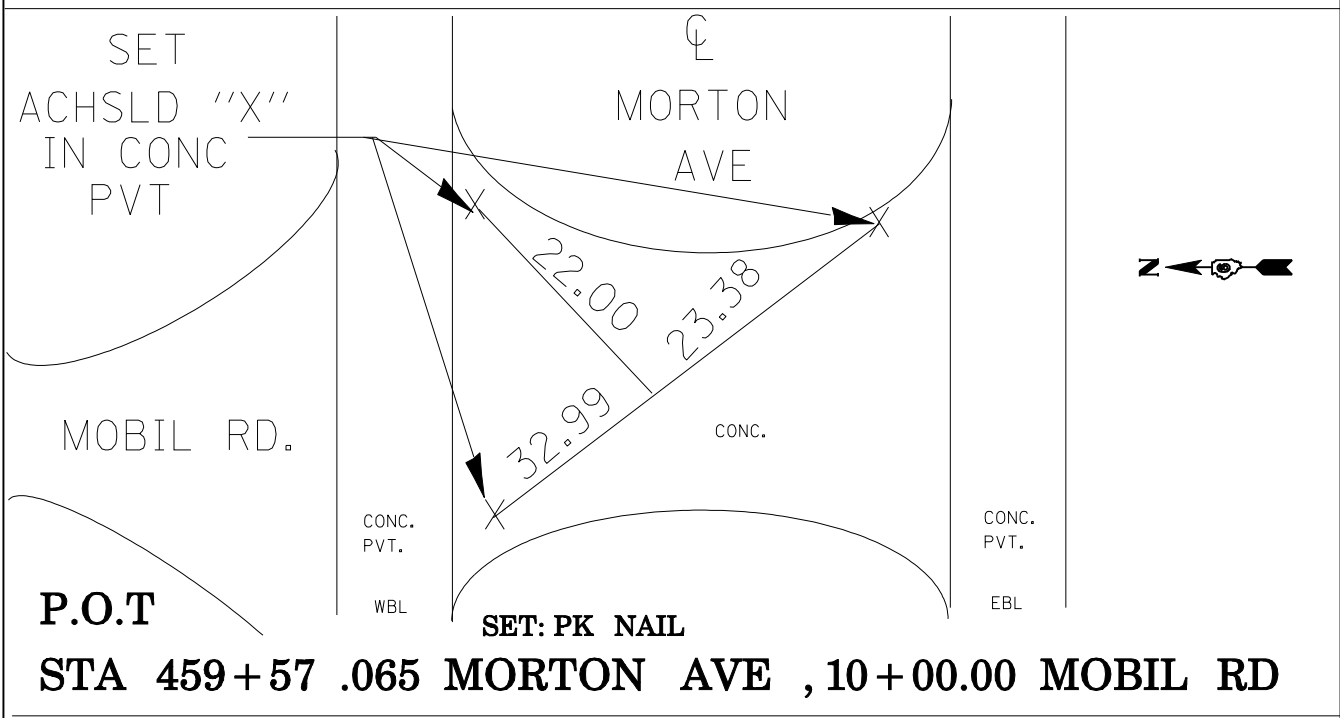 SET
ACHSLD "X"
IN CONC
PVT
℄
MORTON
AVE
22.00
23.38
32.99
N
MOBIL RD.
CONC.
CONC.
PVT.
WBL
CONC.
PVT.
EBL
P.O.T
SET: PK NAIL
STA 459+57 .065 MORTON AVE , 10+00.00 MOBIL RD